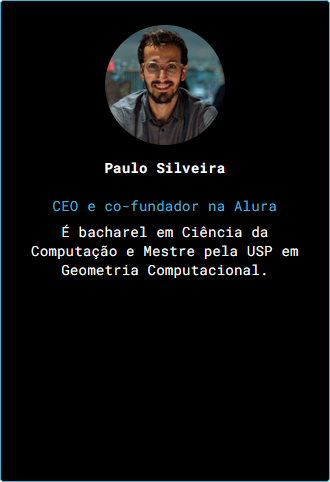 Paulo Silveira
CEO e co-fundador na Alura
É bacharel em Ciência da
Computação e Mestre pela USP em
Geometria Computacional.